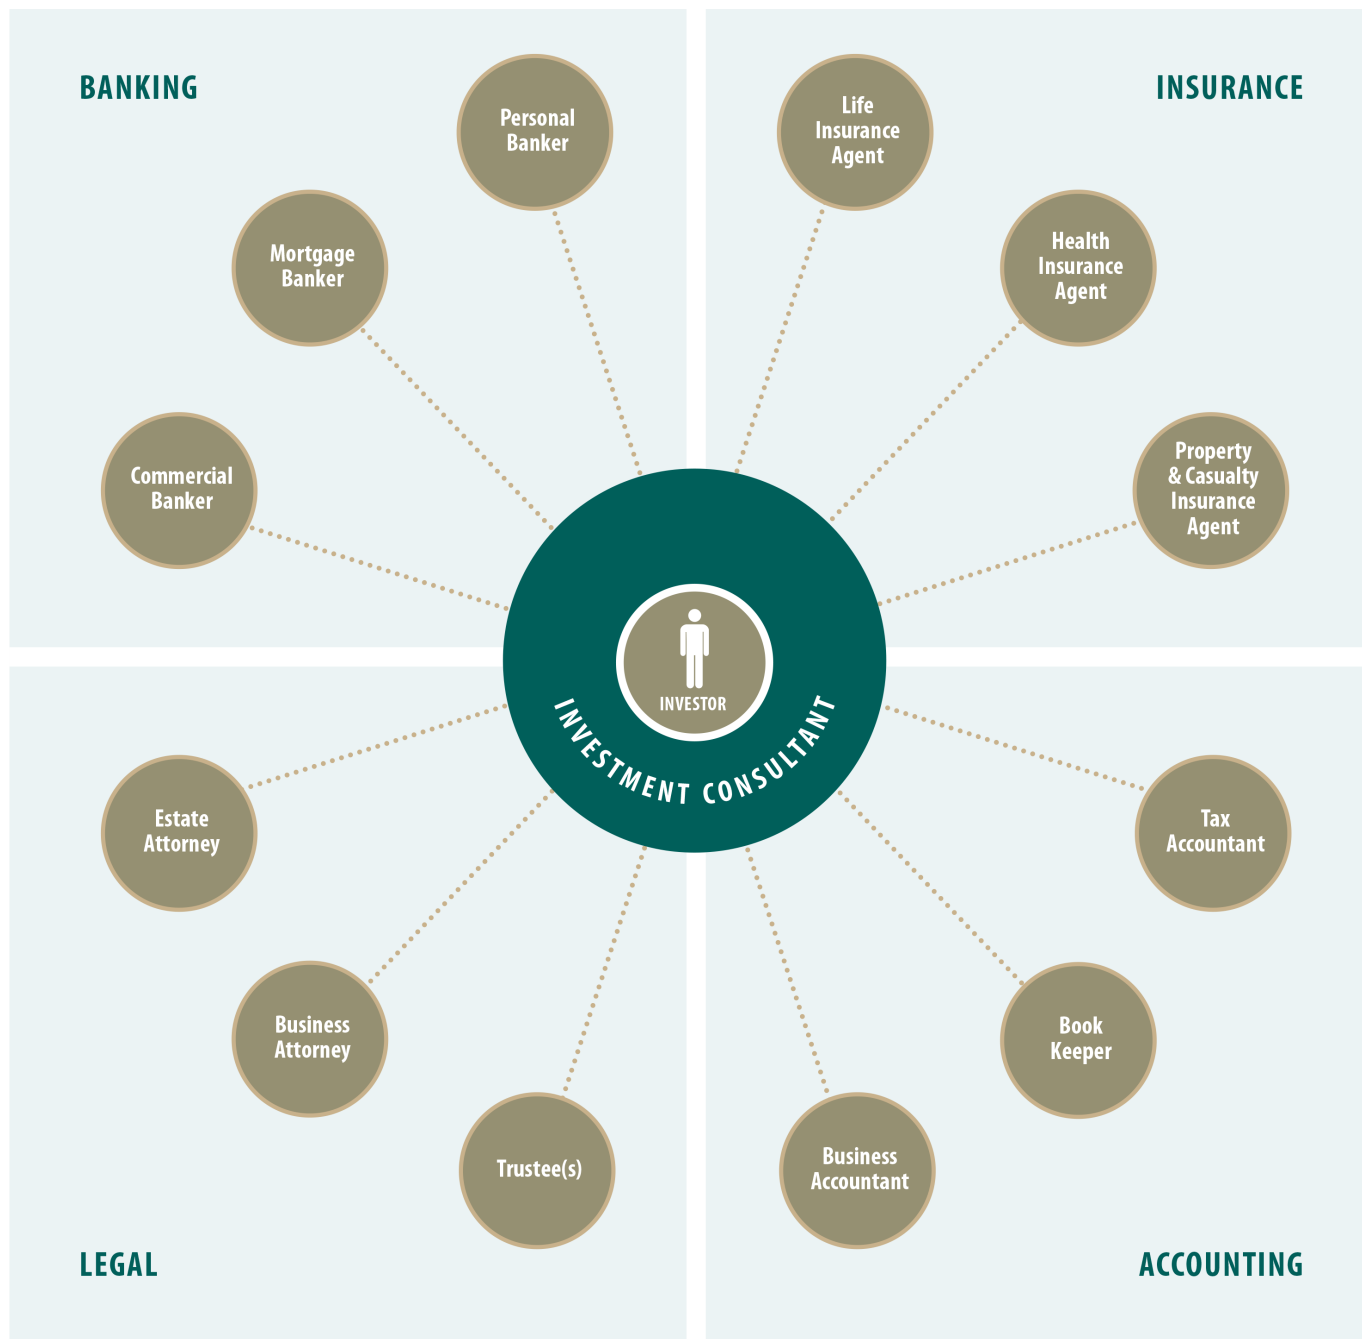 BANKING
Personal
Banker
Mortgage
Banker
Commercial
Banker
INSURANCE
Life
Insurance
Agent
Health
Insurance
Agent
Property
& Casualty
Insurance
Agent
INVESTOR
INVESTMENT CONSULTANT
Estate
Attorney
Business
Attorney
Trustee(s)
LEGAL
Tax
Accountant
Book
Keeper
Business
Accountant
ACCOUNTING